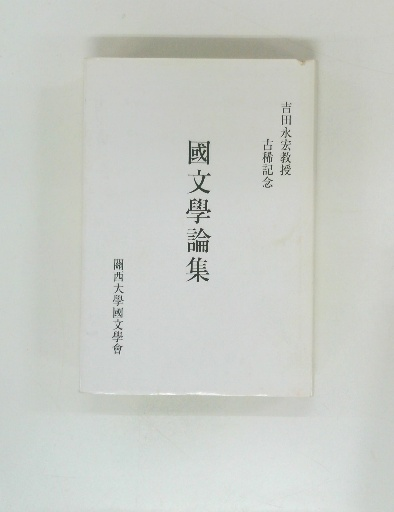 吉田永宏教授
古稀記念
國文學論集
關西大學國文學會